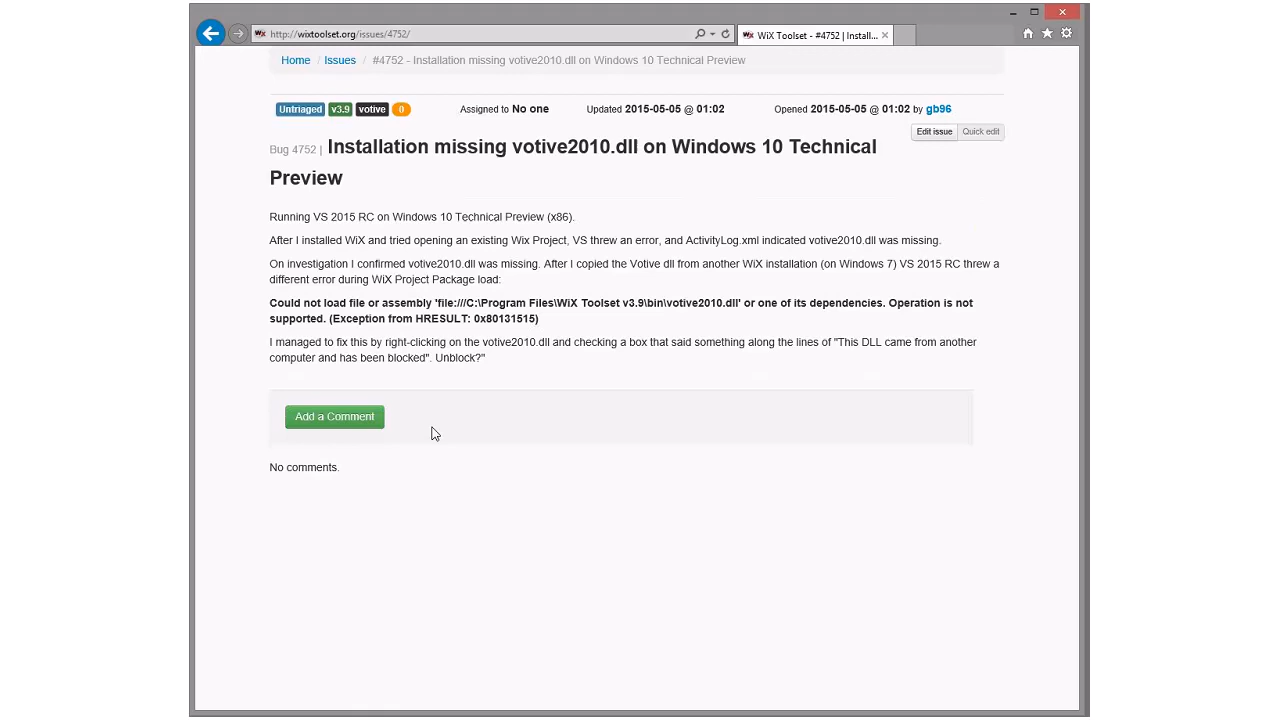 http://wixtoolset.org/issues/4752/
WiX Toolset - #4752 | Install...
Home / Issues / #4752 - Installation missing votive2010.dll on Windows 10 Technical Preview
Untriaged v3.9 votive 0 Assigned to No one Updated 2015-05-05 @ 01:02 Opened 2015-05-05 @ 01:02 by gb96
Edit issue Quick edit
Bug 4752 | Installation missing votive2010.dll on Windows 10 Technical
Preview
Running VS 2015 RC on Windows 10 Technical Preview (x86).
After I installed WiX and tried opening an existing Wix Project, VS threw an error, and ActivityLog.xml indicated votive2010.dll was missing.
On investigation I confirmed votive2010.dll was missing. After I copied the Votive dll from another WiX installation (on Windows 7) VS 2015 RC threw a
different error during WiX Project Package load:
Could not load file or assembly 'file:///C:\Program Files\WiX Toolset v3.9\bin\votive2010.dll' or one of its dependencies. Operation is not
supported. (Exception from HRESULT: 0x80131515)
I managed to fix this by right-clicking on the votive2010.dll and checking a box that said something along the lines of "This DLL came from another
computer and has been blocked". Unblock?"
Add a Comment
No comments.